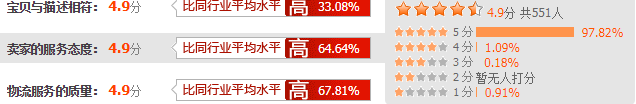 宝贝与描述相符： 4.9分 比同行业平均水平 高 33.08%
卖家的服务态度： 4.9分 比同行业平均水平 高 64.64%
物流服务的质量： 4.9分 比同行业平均水平 高 67.81%
4.9分 共551人
5 分 97.82%
4 分 1.09%
3 分 0.18%
2 分 暂无人打分
1 分 0.91%